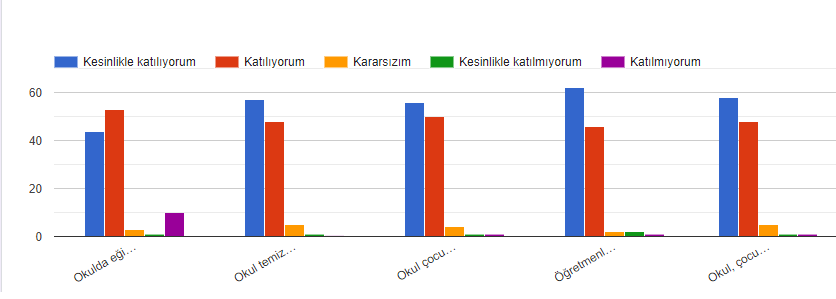 Kesinlikle katılıyorum Katılıyorum Kararsızım Kesinlikle katılmıyorum Katılmıyorum
60
40
20
0
Okulda eği... Okul temiz... Okul çocu... Öğretmenl... Okul, çocu...